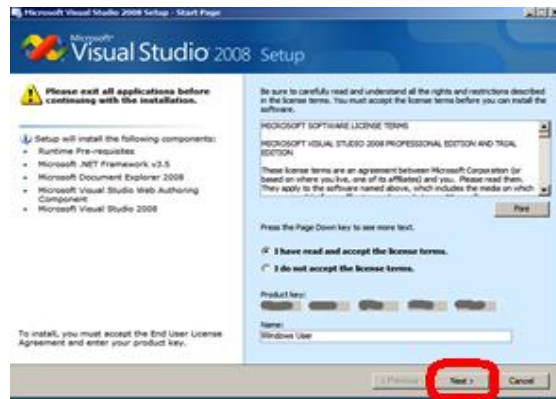 Microsoft Visual Studio 2008 Setup - Start Page
Microsoft
Visual Studio 2008 Setup
Please exit all applications before
continuing with the installation.
Setup will install the following components:
Runtime Pre-requisites
Microsoft .NET Framework v3.5
Microsoft Document Explorer 2008
Microsoft Visual Studio Web Authoring
Component
Microsoft Visual Studio 2008
To install, you must accept the End User License
Agreement and enter your product key.
Be sure to carefully read and understand all the rights and restrictions described
in the license terms. You must accept the license terms before you can install the
software.
MICROSOFT SOFTWARE LICENSE TERMS
MICROSOFT VISUAL STUDIO 2008 PROFESSIONAL EDITION AND TRIAL
EDITION
These license terms are an agreement between Microsoft Corporation (or
based on where you live, one of its affiliates) and you. Please read them.
They apply to the software named above, which includes the media on which
Print
Press the Page Down key to see more text.
I have read and accept the license terms.
I do not accept the license terms.
Product key:
Name:
Windows User
< Previous
Next >
Cancel